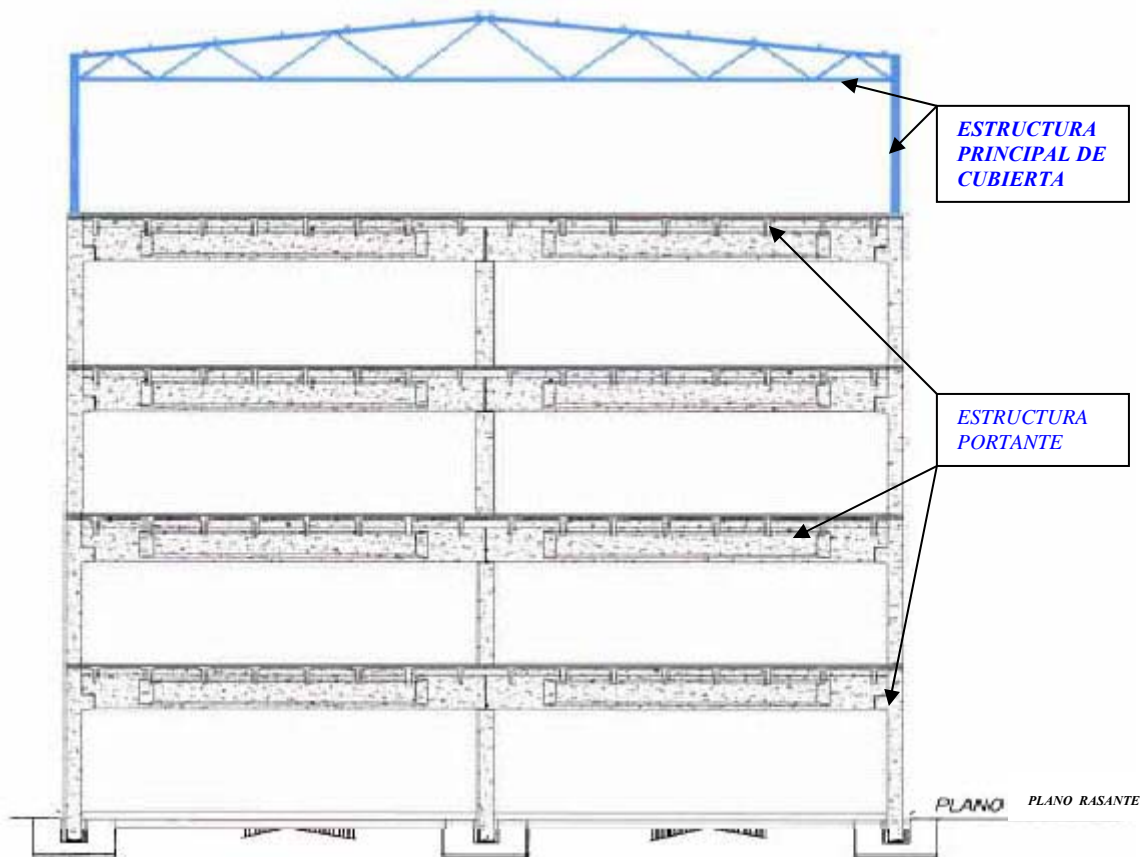 ESTRUCTURA
PRINCIPAL DE
CUBIERTA
ESTRUCTURA
PORTANTE
PLANO PLANO RASANTE